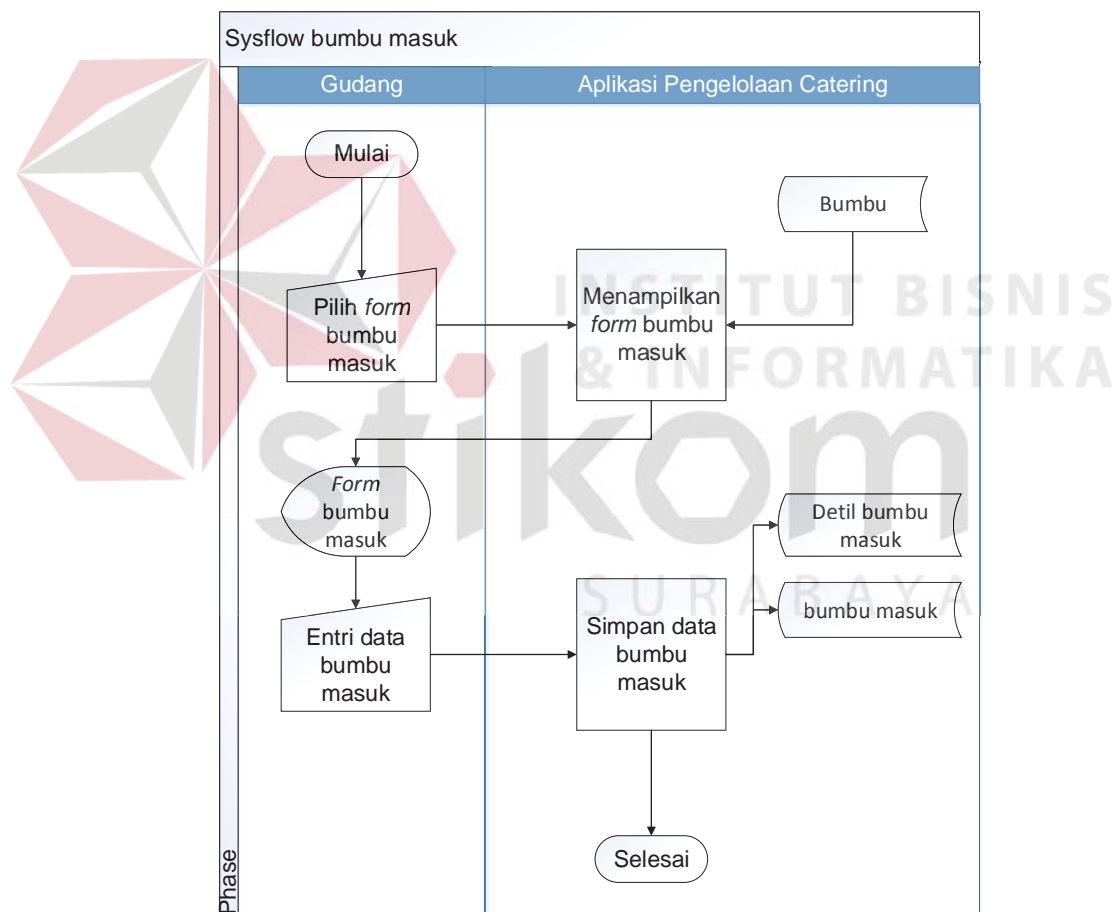 Sysflow bumbu masuk
Gudang
Aplikasi Pengelolaan Catering
Mulai
Bumbu
Pilih form
bumbu
masuk
Menampilkan
form bumbu
masuk
Form
bumbu
masuk
Detil bumbu
masuk
bumbu masuk
Entri data
bumbu
masuk
Simpan data
bumbu
masuk
Selesai
Phase
INSTITUT BISNIS
& INFORMATIKA
stikom
SURABAYA